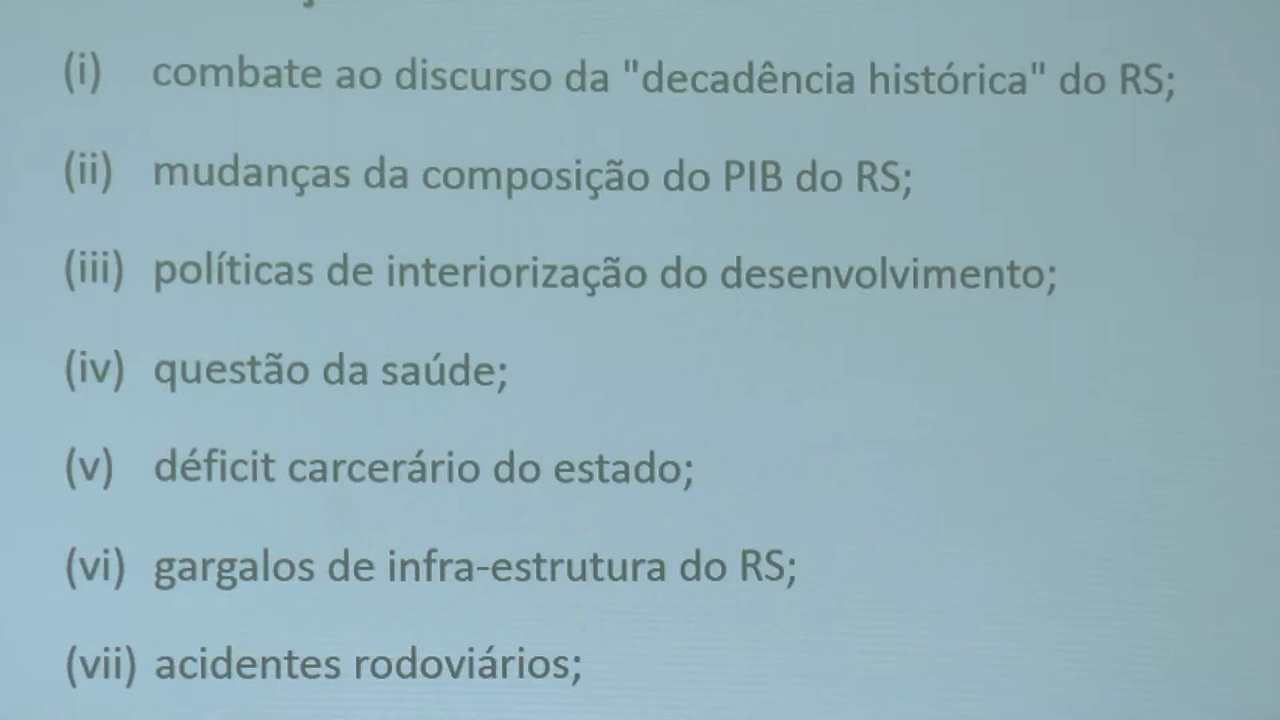 (i) combate ao discurso da "decadência histórica" do RS;
(ii) mudanças da composição do PIB do RS;
(iii) políticas de interiorização do desenvolvimento;
(iv) questão da saúde;
(v) déficit carcerário do estado;
(vi) gargalos de infra-estrutura do RS;
(vii) acidentes rodoviários;